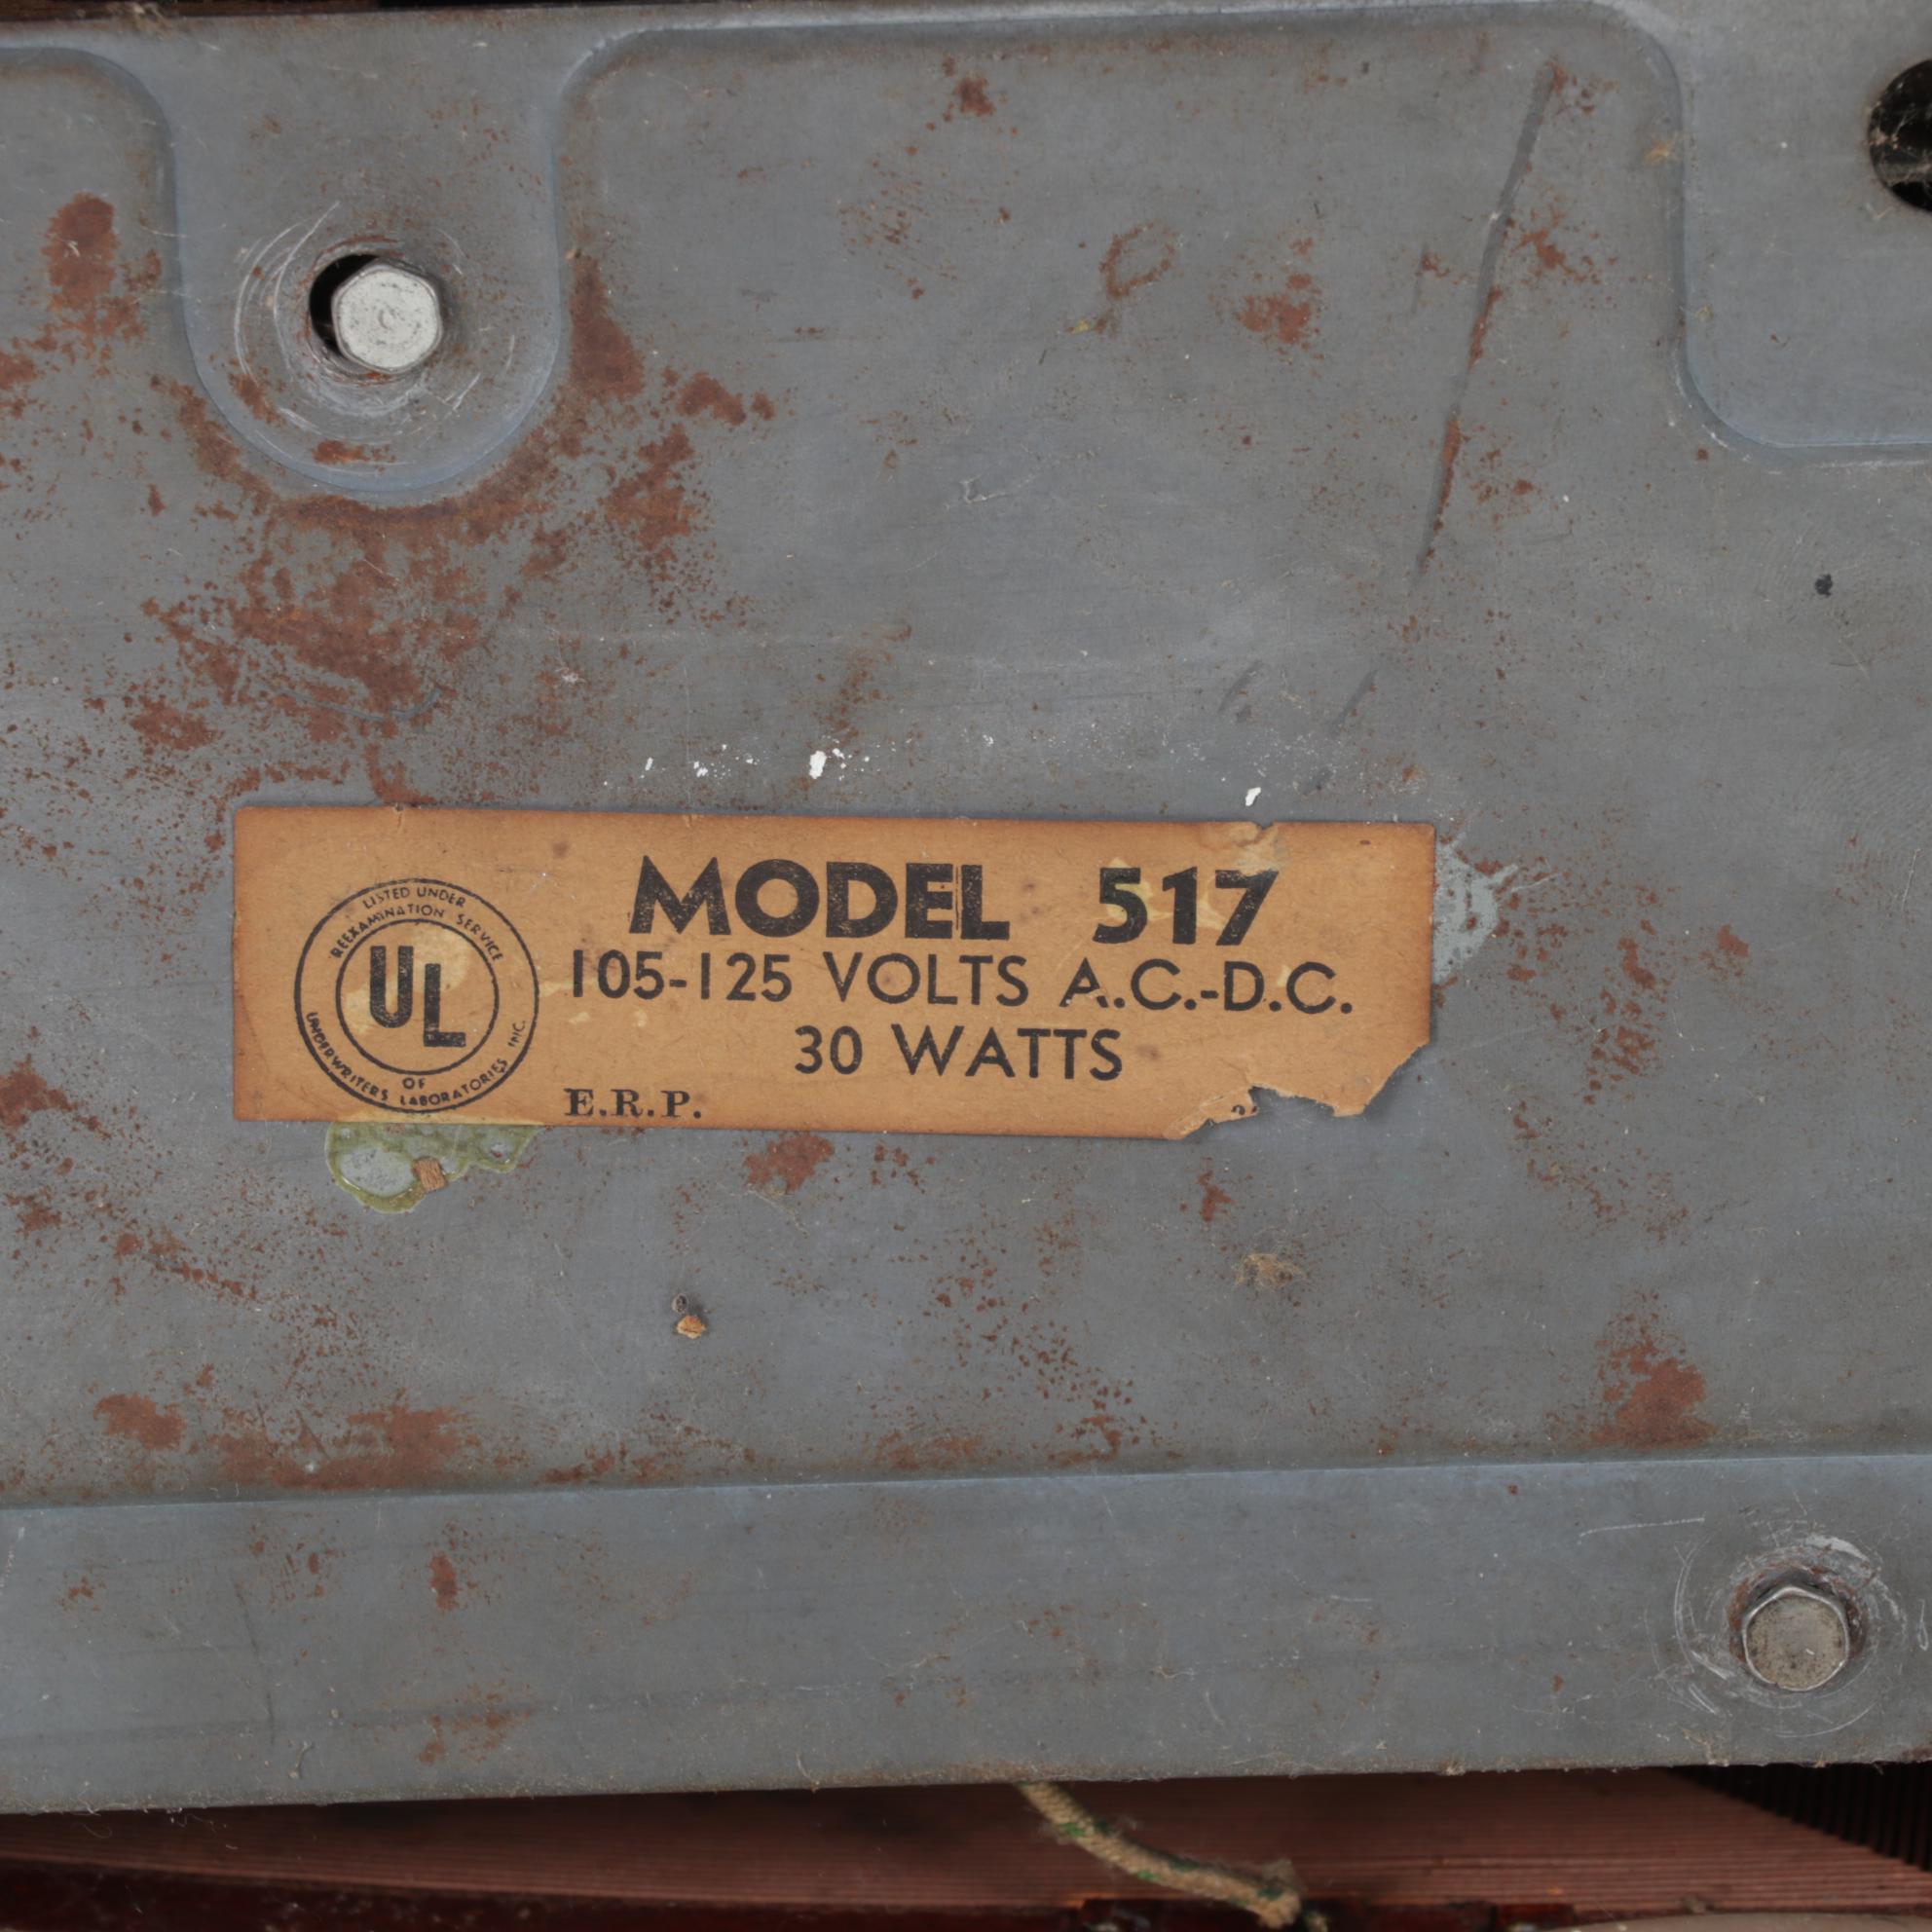 MODEL 517
105-125 VOLTS A.C.-D.C.
30 WATTS
E.R.P.
LISTED UNDER
REEXAMINATION SERVICE
UL
OF
UNDERWRITERS LABORATORIES INC.